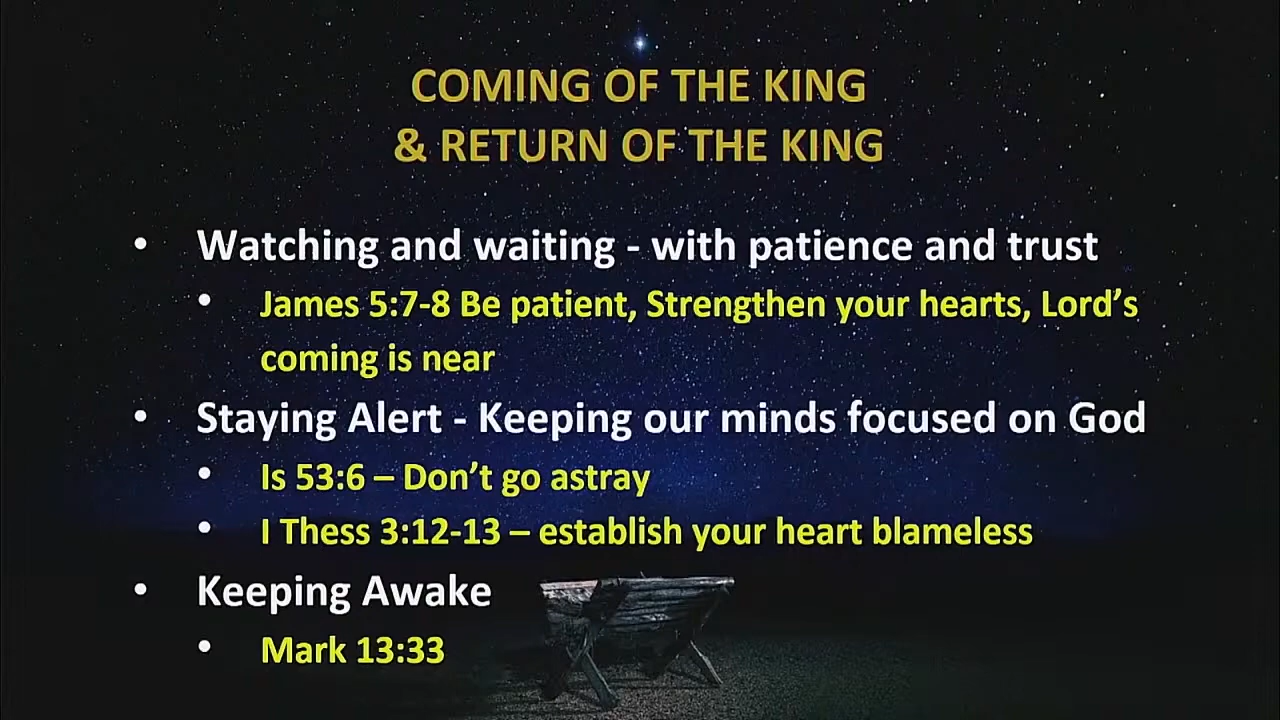 COMING OF THE KING
& RETURN OF THE KING
• Watching and waiting - with patience and trust
• James 5:7-8 Be patient, Strengthen your hearts, Lord's
coming is near
• Staying Alert - Keeping our minds focused on God
• Is 53:6 – Don't go astray
• I Thess 3:12-13 – establish your heart blameless
• Keeping Awake
• Mark 13:33